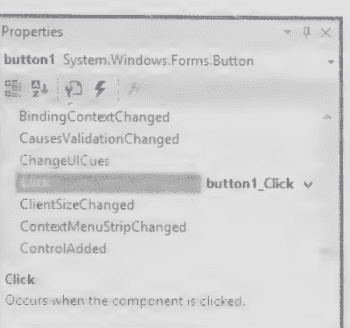 Properties
button1 System.Windows.Forms.Button
BindingContextChanged
CausesValidationChanged
ChangeUICues
Click button1_Click
ClientSizeChanged
ContextMenuStripChanged
ControlAdded
Click
Occurs when the component is clicked.